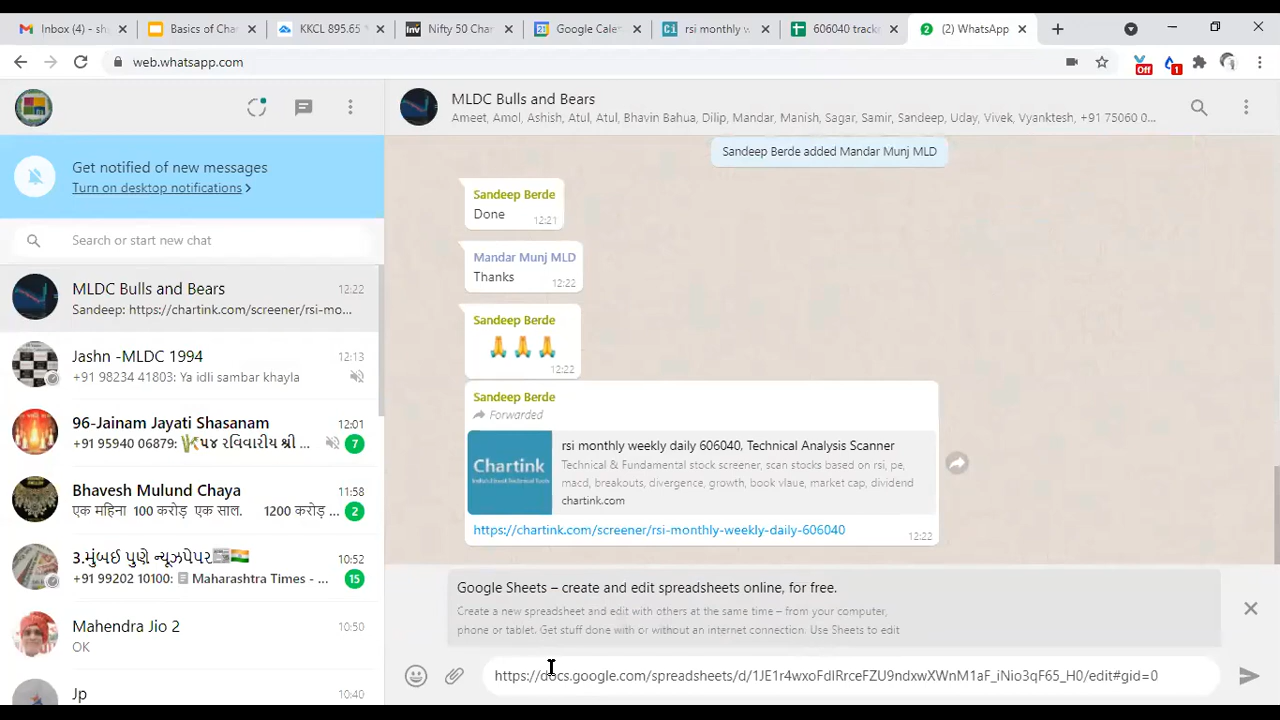 Inbox (4) - sh
Basics of Cha
KKCL 895.65
Nifty 50 Char
Google Cale
rsi monthly w
606040 track
(2) WhatsApp
web.whatsapp.com
Off
1
Get notified of new messages
Turn on desktop notifications >
Search or start new chat
MLDC Bulls and Bears 12:22
Sandeep: https://chartink.com/screener/rsi-mo...
Jashn -MLDC 1994 12:13
+91 98234 41803: Ya idli sambar khayla
96-Jainam Jayati Shasanam 12:01
+91 95940 06879: 🌿૫૪ રવિવારીય શ્રી ... 7
Bhavesh Mulund Chaya 11:58
एक महिना 100 करोड़ एक साल. 1200 करोड़ ... 2
3.મુંબઈ પુણે ન્યૂઝપેપર📰🇮🇳 10:52
+91 99202 10100: Maharashtra Times - ... 15
Mahendra Jio 2 10:50
OK
Jp 10:40
MLDC Bulls and Bears
Ameet, Amol, Ashish, Atul, Atul, Bhavin Bahua, Dilip, Mandar, Manish, Sagar, Samir, Sandeep, Uday, Vivek, Vyanktesh, +91 75060 0...
Sandeep Berde added Mandar Munj MLD
Sandeep Berde
Done 12:21
Mandar Munj MLD
Thanks 12:22
Sandeep Berde
🙏 🙏 🙏
12:22
Sandeep Berde
Forwarded
Chartink
rsi monthly weekly daily 606040, Technical Analysis Scanner
Technical & Fundamental stock screener, scan stocks based on rsi, pe,
macd, breakouts, divergence, growth, book vlaue, market cap, dividend
chartink.com
https://chartink.com/screener/rsi-monthly-weekly-daily-606040
12:22
Google Sheets – create and edit spreadsheets online, for free.
Create a new spreadsheet and edit with others at the same time – from your computer,
phone or tablet. Get stuff done with or without an internet connection. Use Sheets to edit
https://docs.google.com/spreadsheets/d/1JE1r4wxoFdIRrceFZU9ndxwXWnM1aF_iNio3qF65_H0/edit#gid=0